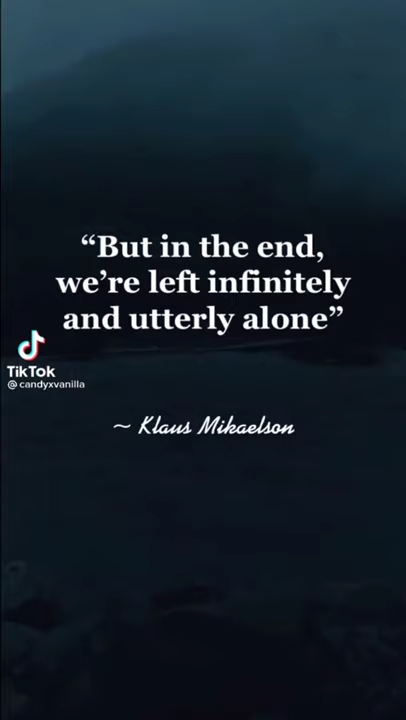 “But in the end,
we’re left infinitely
and utterly alone”
TikTok
@candyxvanilla
~ Klaus Mikaelson